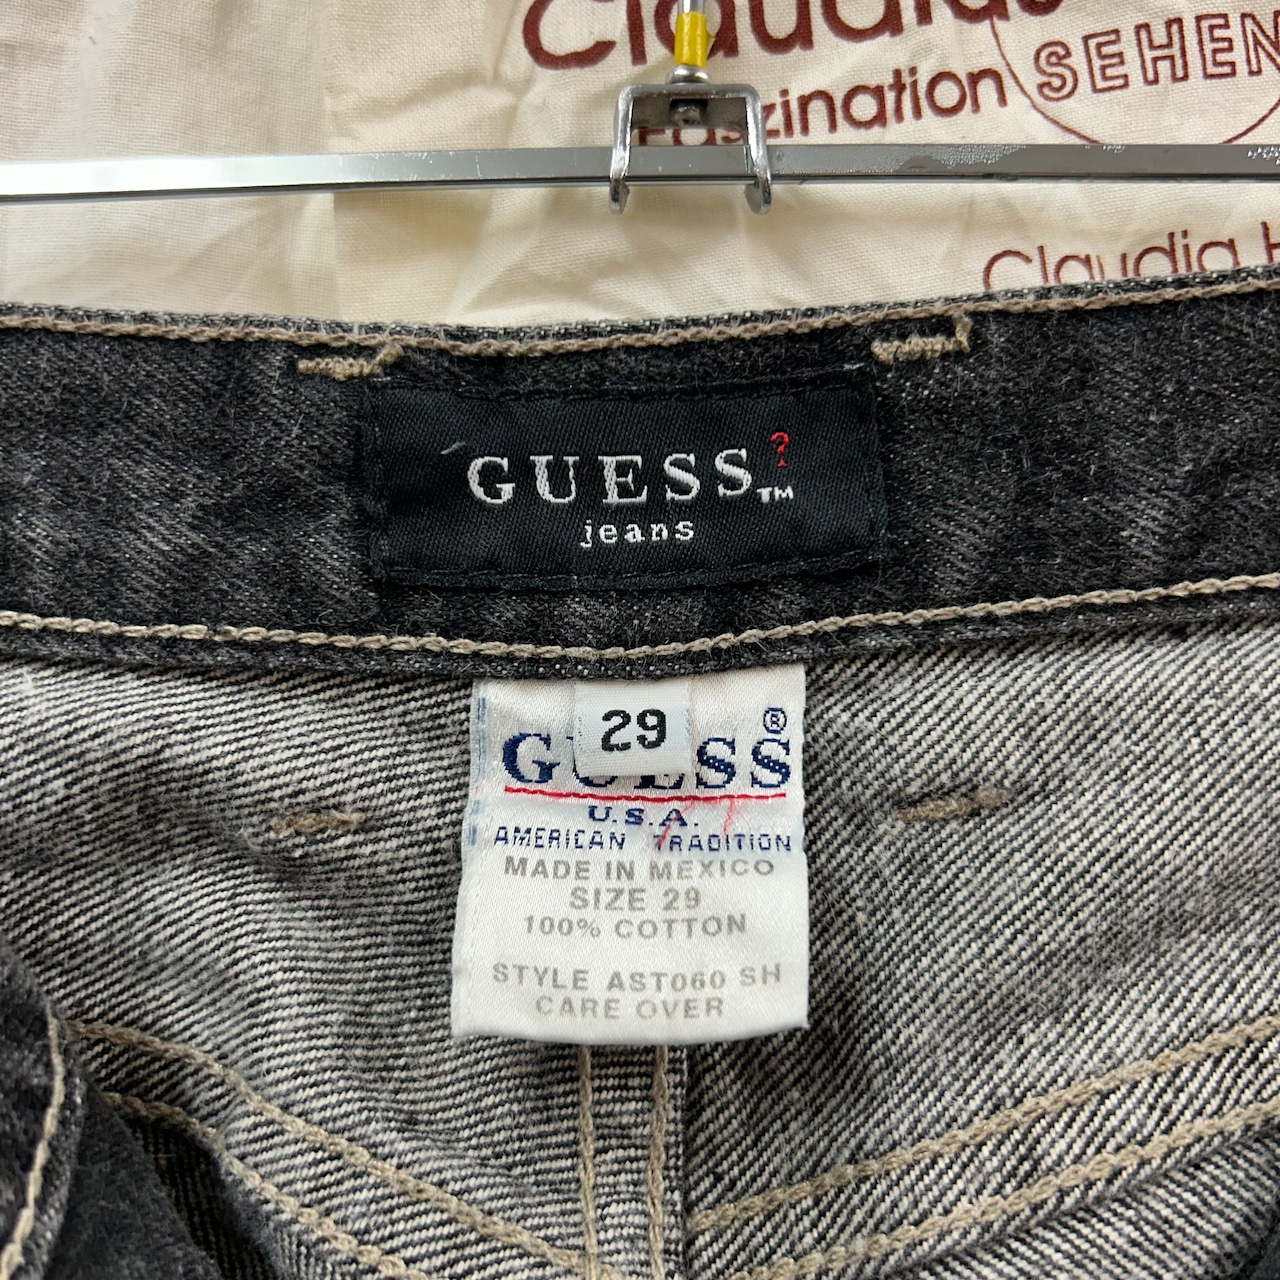 Claudia
SEHEN
Faszination
Claudia H
GUESS?™
jeans
29
GUESS®
U.S.A.
AMERICAN TRADITION
MADE IN MEXICO
SIZE 29
100% COTTON
STYLE AST060 SH
CARE OVER